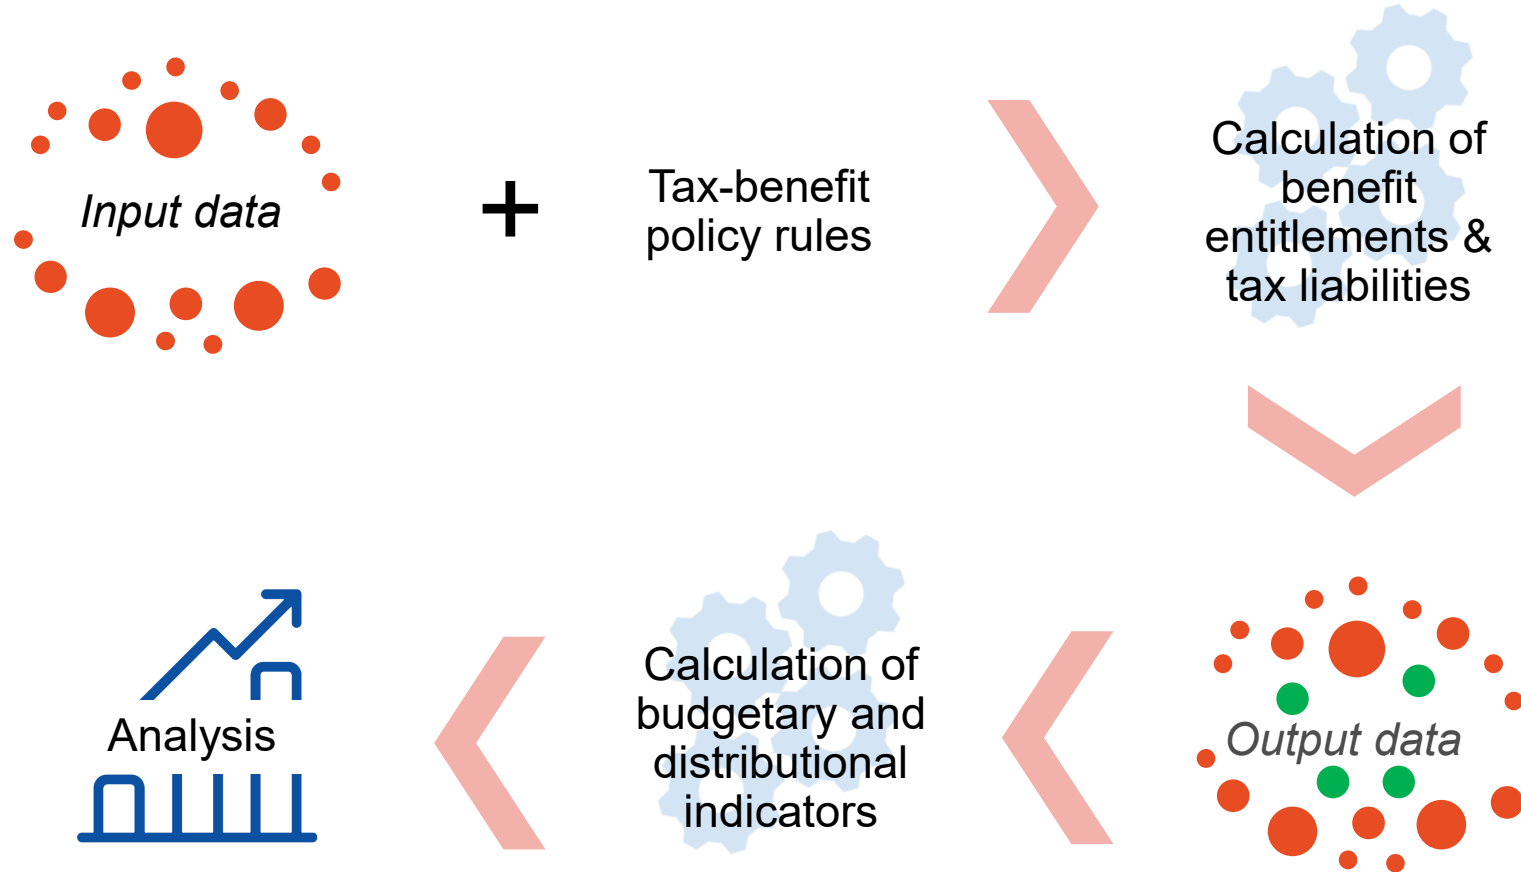 Input data
+
Tax-benefit
policy rules
Calculation of
benefit
entitlements &
tax liabilities
Output data
Calculation of
budgetary and
distributional
indicators
Analysis